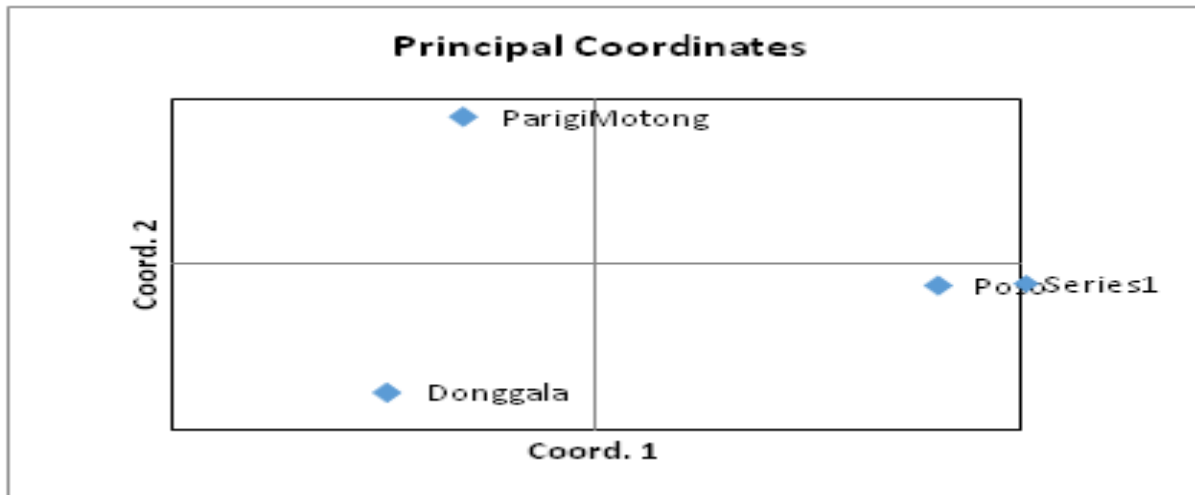 Principal Coordinates
ParigiMotong
Coord. 2
Series1
Donggala
Coord. 1